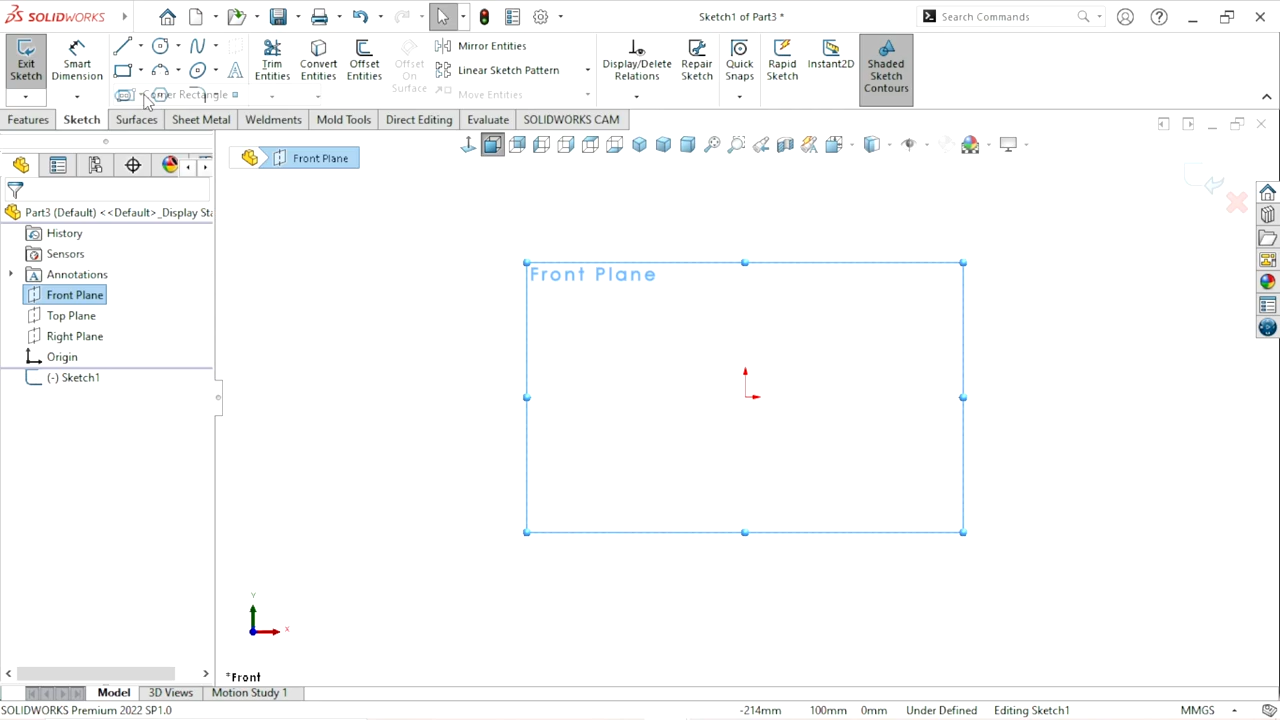 SOLIDWORKS
Sketch1 of Part3 *
Search Commands
Exit Sketch
Smart Dimension
Corner Rectangle
Trim Entities
Convert Entities
Offset Entities
Offset On Surface
Mirror Entities
Linear Sketch Pattern
Move Entities
Display/Delete Relations
Repair Sketch
Quick Snaps
Rapid Sketch
Instant2D
Shaded Sketch Contours
Features
Sketch
Surfaces
Sheet Metal
Weldments
Mold Tools
Direct Editing
Evaluate
SOLIDWORKS CAM
Front Plane
Part3 (Default) <<Default>_Display Sta
History
Sensors
Annotations
Front Plane
Top Plane
Right Plane
Origin
(-) Sketch1
Front Plane
Y
X
*Front
Model
3D Views
Motion Study 1
SOLIDWORKS Premium 2022 SP1.0
-214mm
100mm
0mm
Under Defined
Editing Sketch1
MMGS